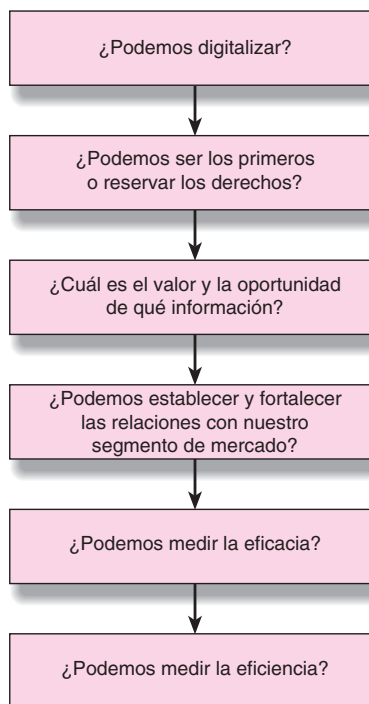 ¿Podemos digitalizar?
¿Podemos ser los primeros
o reservar los derechos?
¿Cuál es el valor y la oportunidad
de qué información?
¿Podemos establecer y fortalecer
las relaciones con nuestro
segmento de mercado?
¿Podemos medir la eficacia?
¿Podemos medir la eficiencia?